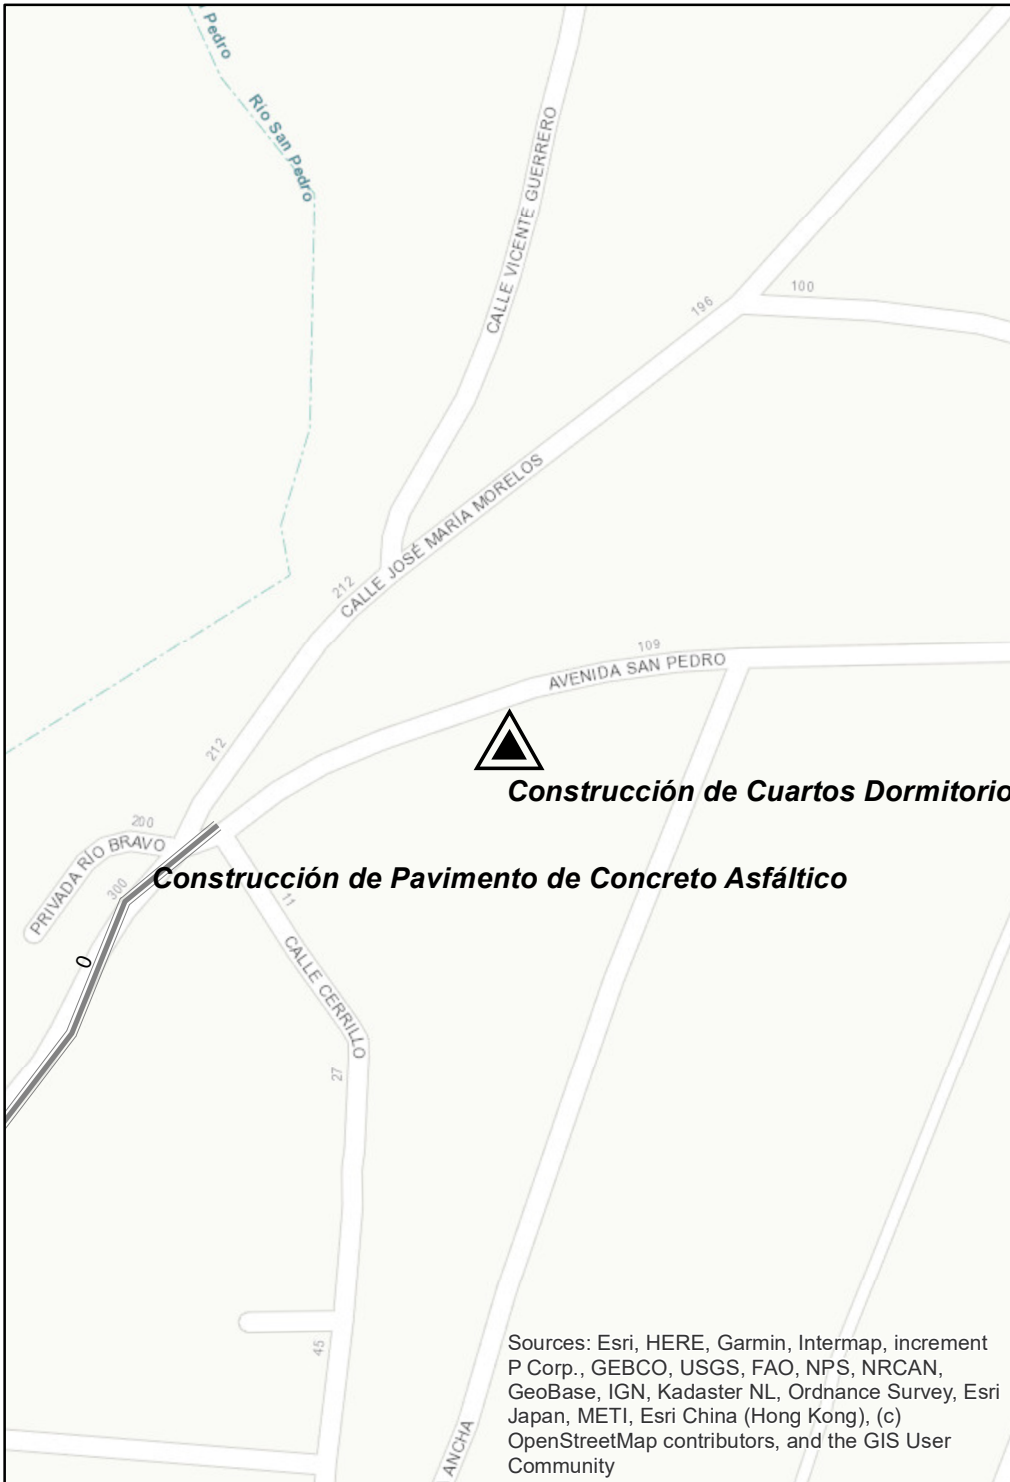 Pedro
Río San Pedro
CALLE VICENTE GUERRERO
196
100
CALLE JOSÉ MARÍA MORELOS
212
109
AVENIDA SAN PEDRO
212
Construcción de Cuartos Dormitorio
200
PRIVADA RÍO BRAVO
Construcción de Pavimento de Concreto Asfáltico
300
11
0
CALLE CERRILLO
27
45
ANCHA
Sources: Esri, HERE, Garmin, Intermap, increment
P Corp., GEBCO, USGS, FAO, NPS, NRCAN,
GeoBase, IGN, Kadaster NL, Ordnance Survey, Esri
Japan, METI, Esri China (Hong Kong), (c)
OpenStreetMap contributors, and the GIS User
Community